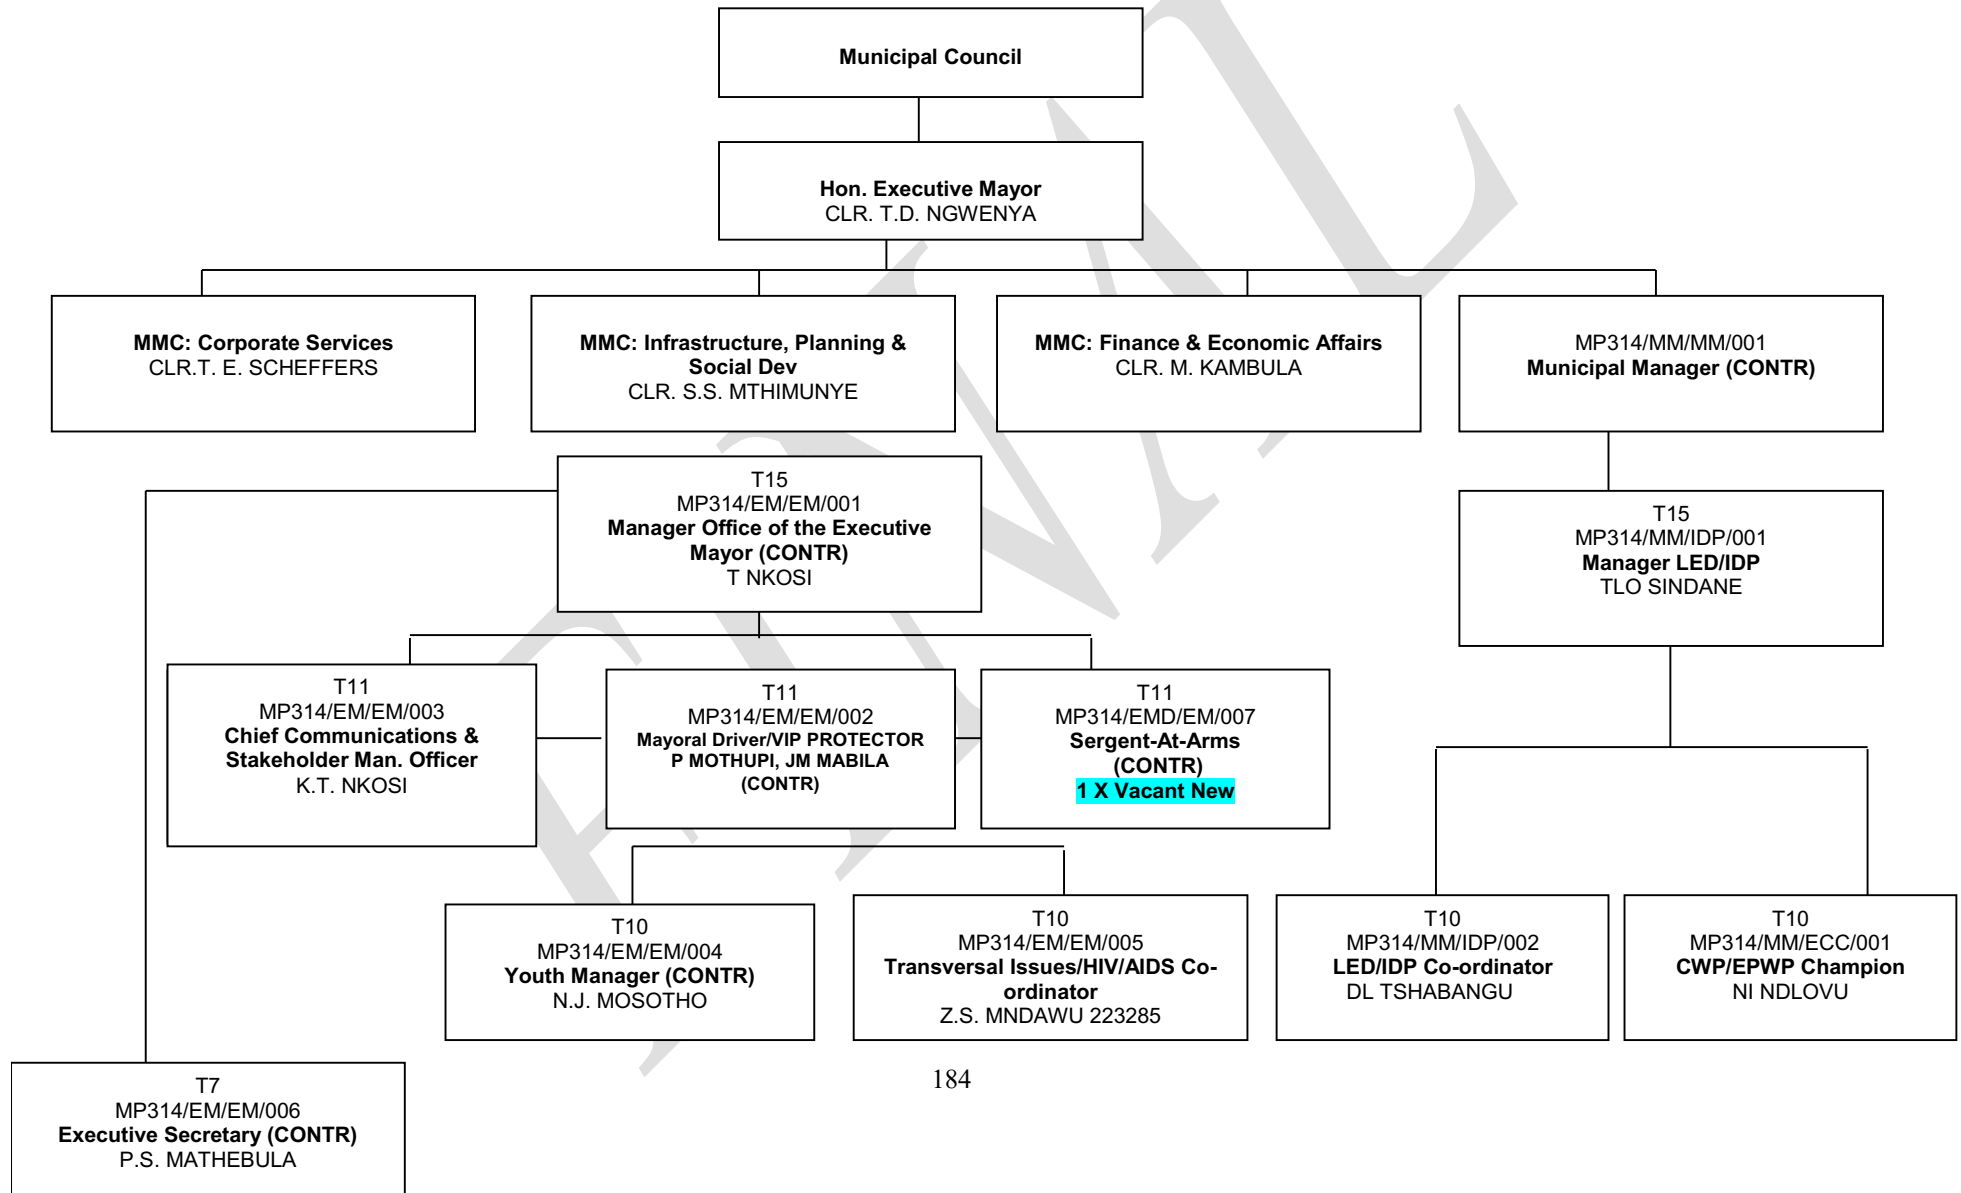 Municipal Council
Hon. Executive Mayor
CLR. T.D. NGWENYA
MMC: Corporate Services
CLR.T. E. SCHEFFERS
MMC: Infrastructure, Planning &
Social Dev
CLR. S.S. MTHIMUNYE
MMC: Finance & Economic Affairs
CLR. M. KAMBULA
MP314/MM/MM/001
Municipal Manager (CONTR)
T15
MP314/EM/EM/001
Manager Office of the Executive
Mayor (CONTR)
T NKOSI
T15
MP314/MM/IDP/001
Manager LED/IDP
TLO SINDANE
T11
MP314/EM/EM/003
Chief Communications &
Stakeholder Man. Officer
K.T. NKOSI
T11
MP314/EM/EM/002
Mayoral Driver/VIP PROTECTOR
P MOTHUPI, JM MABILA
(CONTR)
T11
MP314/EMD/EM/007
Sergent-At-Arms
(CONTR)
1 X Vacant New
T10
MP314/EM/EM/004
Youth Manager (CONTR)
N.J. MOSOTHO
T10
MP314/EM/EM/005
Transversal Issues/HIV/AIDS Co-
ordinator
Z.S. MNDAWU 223285
T10
MP314/MM/IDP/002
LED/IDP Co-ordinator
DL TSHABANGU
T10
MP314/MM/ECC/001
CWP/EPWP Champion
NI NDLOVU
T7
MP314/EM/EM/006
Executive Secretary (CONTR)
P.S. MATHEBULA
184
FINAL